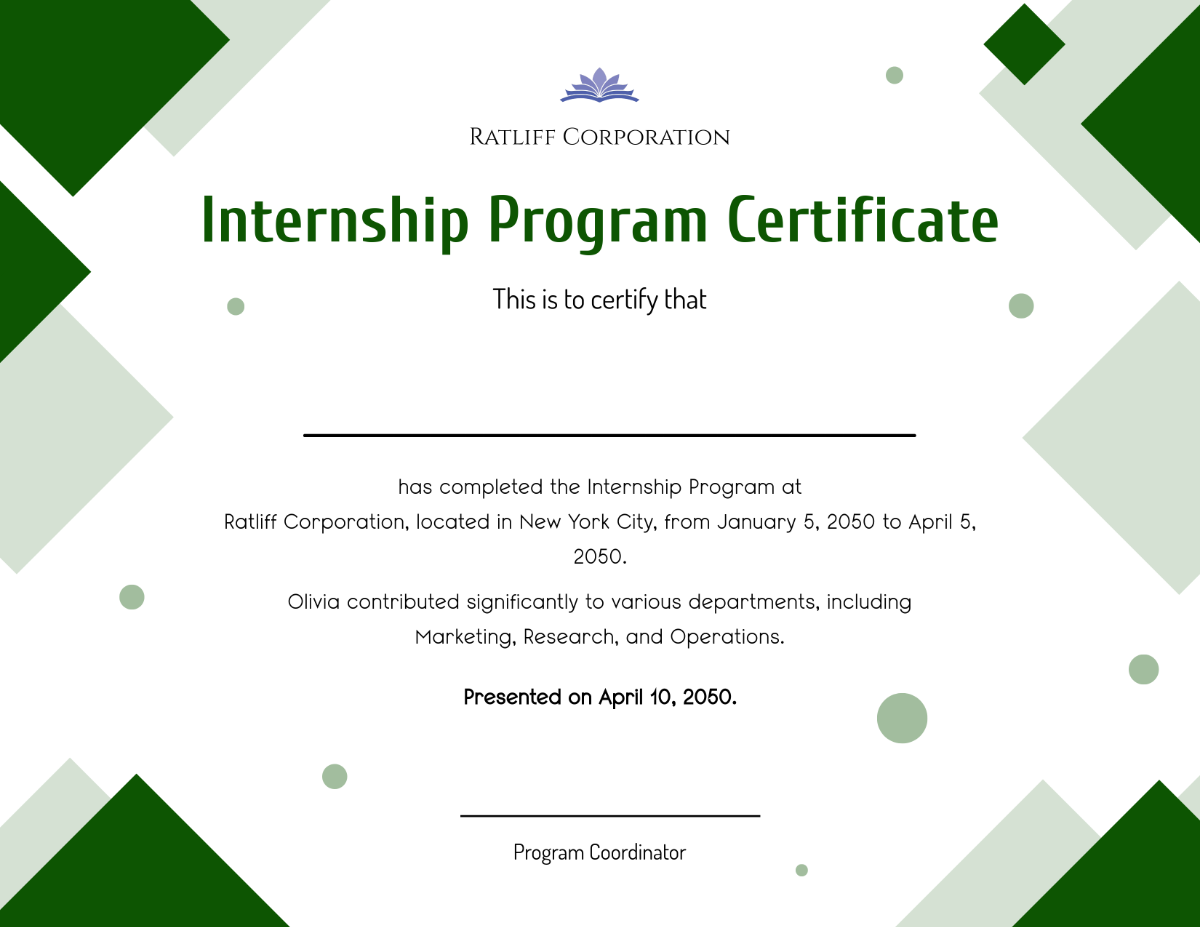 Ratliff Corporation
Internship Program Certificate
This is to certify that
has completed the Internship Program at
Ratliff Corporation, located in New York City, from January 5, 2050 to April 5,
2050.
Olivia contributed significantly to various departments, including
Marketing, Research, and Operations.
Presented on April 10, 2050.
Program Coordinator